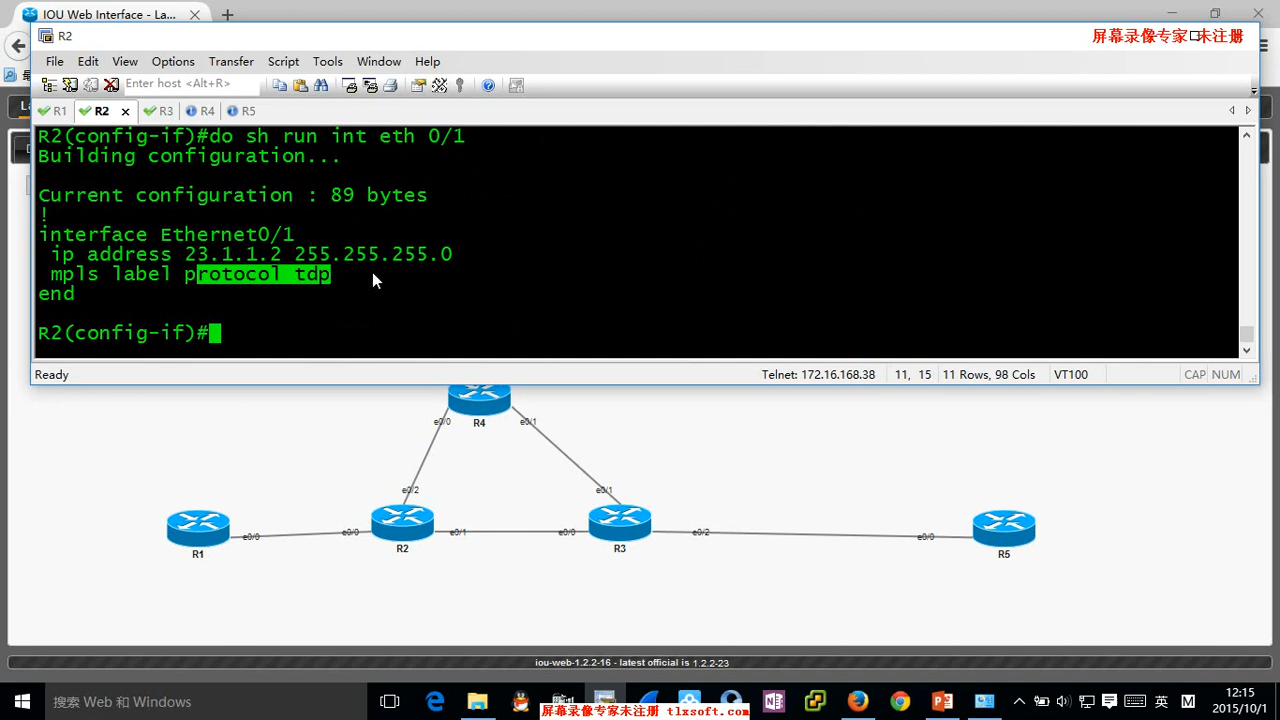 IOU Web Interface - La...
R2
屏幕录像专家 未注册
File Edit View Options Transfer Script Tools Window Help
Enter host <Alt+R>
R1 R2 R3 R4 R5
R2(config-if)#do sh run int eth 0/1
Building configuration...
Current configuration : 89 bytes
!
interface Ethernet0/1
ip address 23.1.1.2 255.255.255.0
mpls label protocol tdp
end
R2(config-if)#
Ready Telnet: 172.16.168.38 11, 15 11 Rows, 98 Cols VT100 CAP NUM
R4
e0/0 e0/1
e0/2 e0/1
R1 e0/0 e0/0 R2 e0/1 e0/0 R3 e0/2 e0/0 R5
iou-web-1.2.2-16 - latest official is 1.2.2-23
搜索 Web 和 Windows
英 M
12:15
2015/10/1
屏幕录像专家未注册 tlxsoft.com